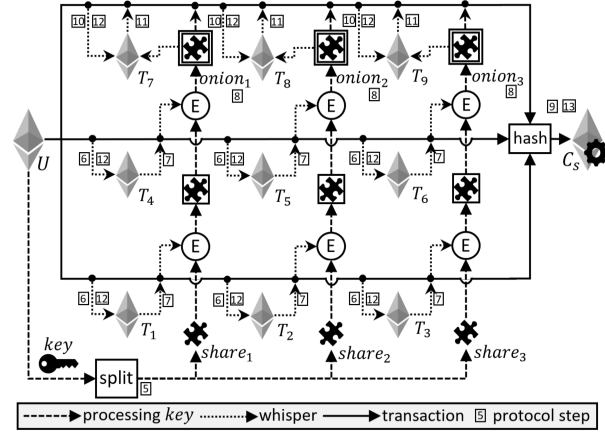 10 12 11 10 12 11 10 12 11
T7 onion1 T8 onion2 T9 onion3
8 8 8
E E E
9 13
U hash Cs
6 12 7 6 12 7 6 12 7
T4 T5 T6
E E E
6 12 7 6 12 7 6 12 7
T1 T2 T3
key share1 share2 share3
split 5
processing key whisper transaction 5 protocol step